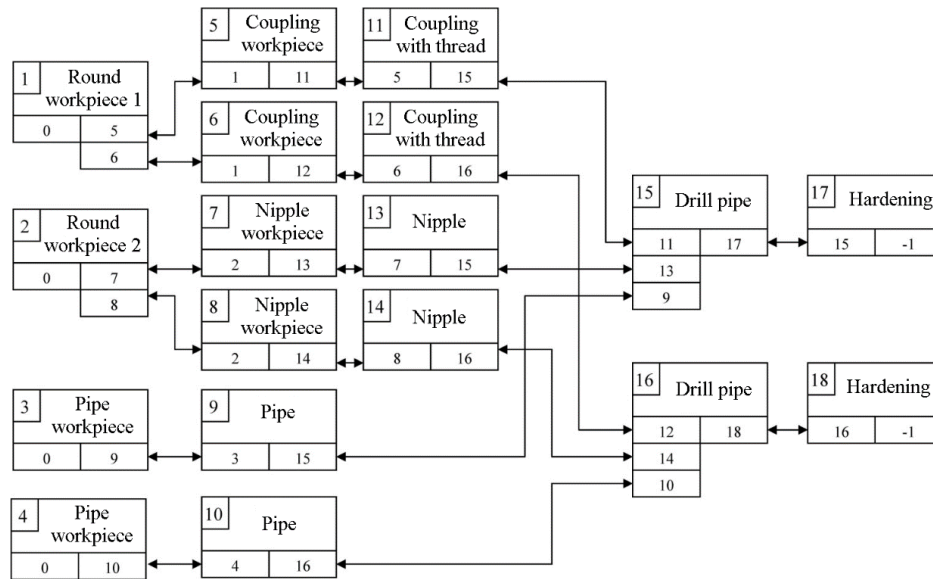 1
Round
workpiece 1
0 5
6
2
Round
workpiece 2
0 7
8
3
Pipe
workpiece
0 9
4
Pipe
workpiece
0 10
5
Coupling
workpiece
1 11
6
Coupling
workpiece
1 12
7
Nipple
workpiece
2 13
8
Nipple
workpiece
2 14
9
Pipe
3 15
10
Pipe
4 16
11
Coupling
with thread
5 15
12
Coupling
with thread
6 16
13
Nipple
7 15
14
Nipple
8 16
15
Drill pipe
11 17
13
9
16
Drill pipe
12 18
14
10
17
Hardening
15 -1
18
Hardening
16 -1